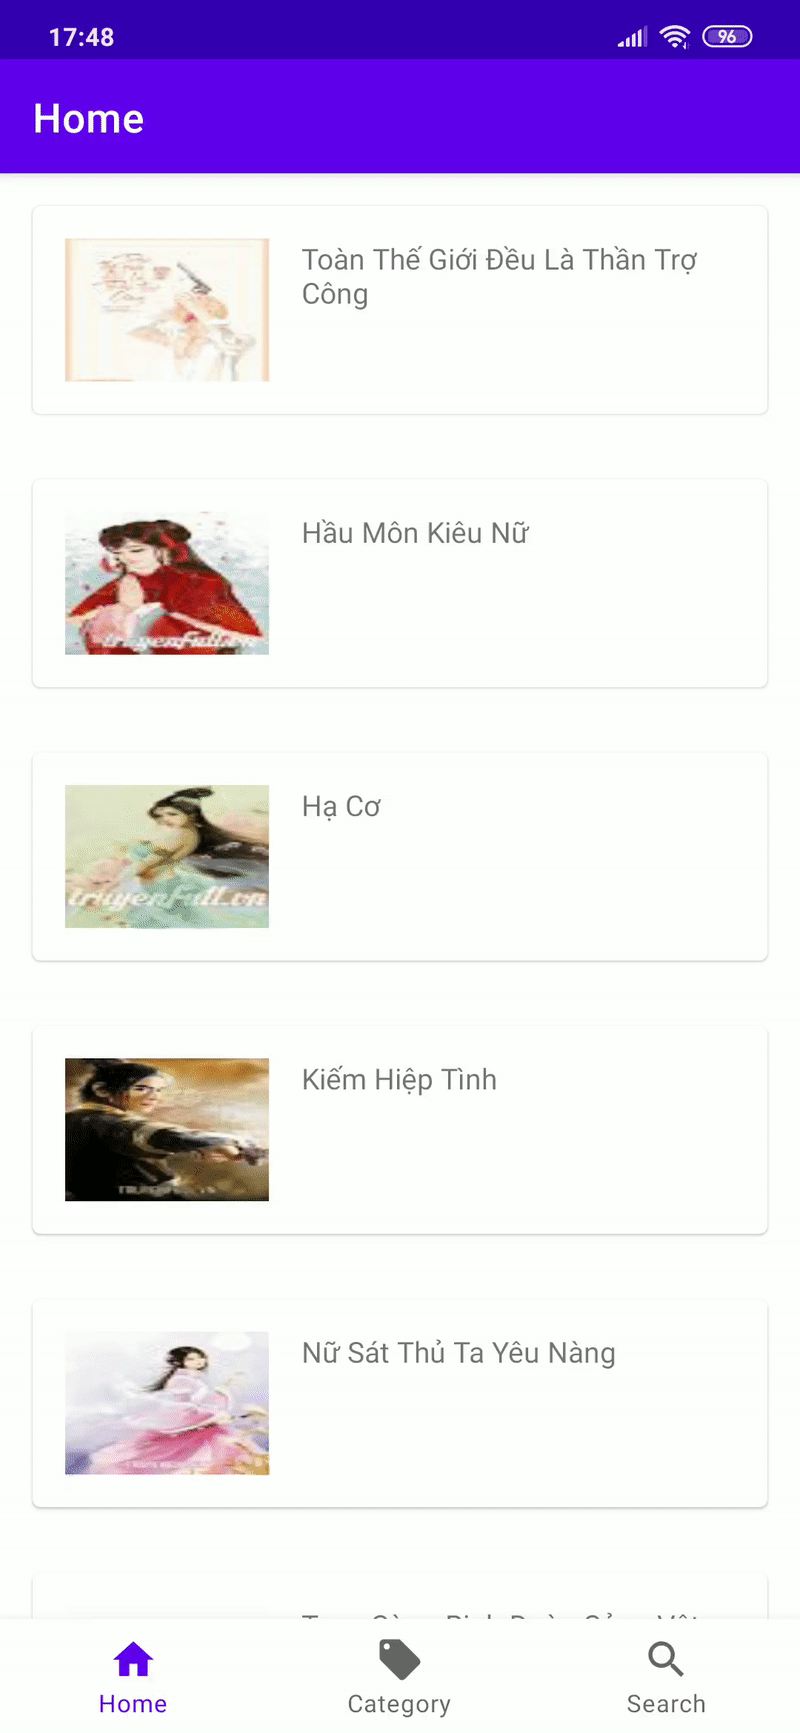 17:48
96
Home
Toàn Thế Giới Đều Là Thần Trợ
Công
Hầu Môn Kiêu Nữ
truyenfull.vn
Hạ Cơ
truyenfull.vn
Kiếm Hiệp Tình
Nữ Sát Thủ Ta Yêu Nàng
Home
Category
Search